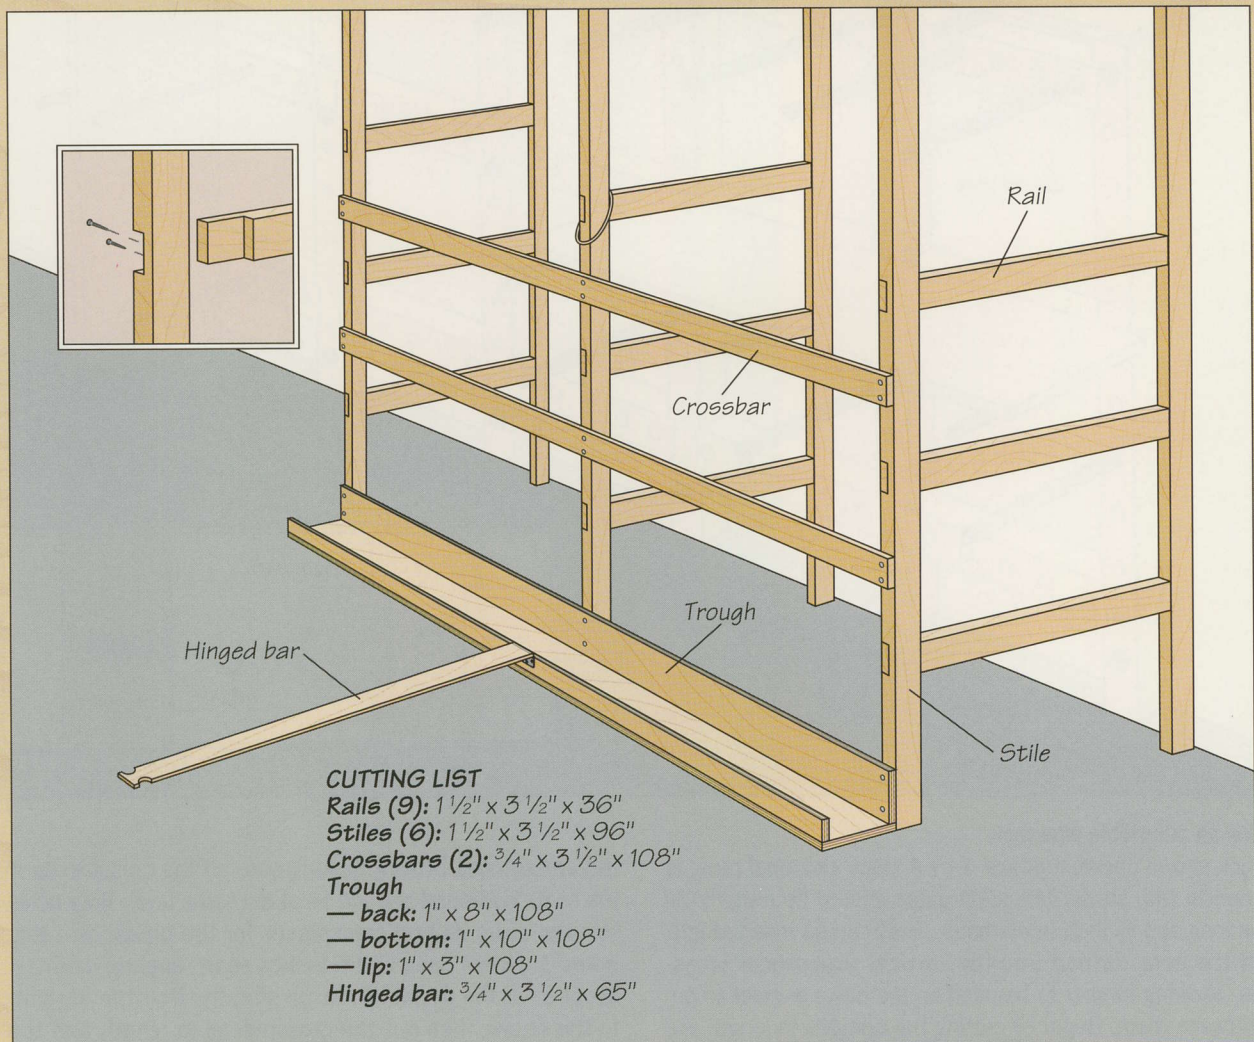 Rail
Crossbar
Trough
Hinged bar
Stile
CUTTING LIST
Rails (9): 1 1/2" x 3 1/2" x 36"
Stiles (6): 1 1/2" x 3 1/2" x 96"
Crossbars (2): 3/4" x 3 1/2" x 108"
Trough
— back: 1" x 8" x 108"
— bottom: 1" x 10" x 108"
— lip: 1" x 3" x 108"
Hinged bar: 3/4" x 3 1/2" x 65"